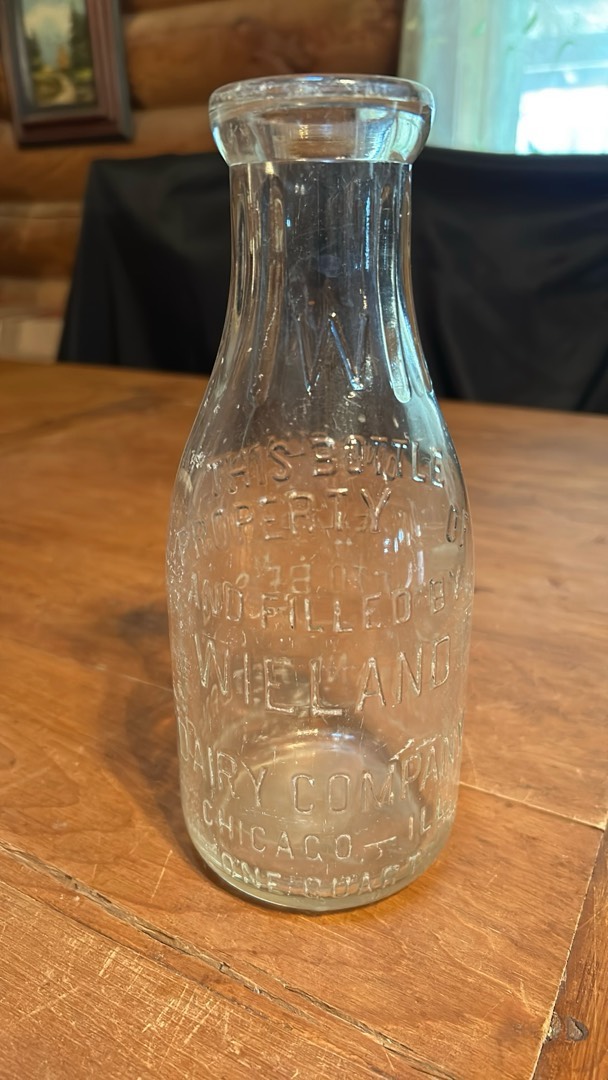 W
THIS BOTTLE
PROPERTY OF
AND FILLED BY
WIELAND
DAIRY COMPANY
CHICAGO — ILL.
ONE QUART